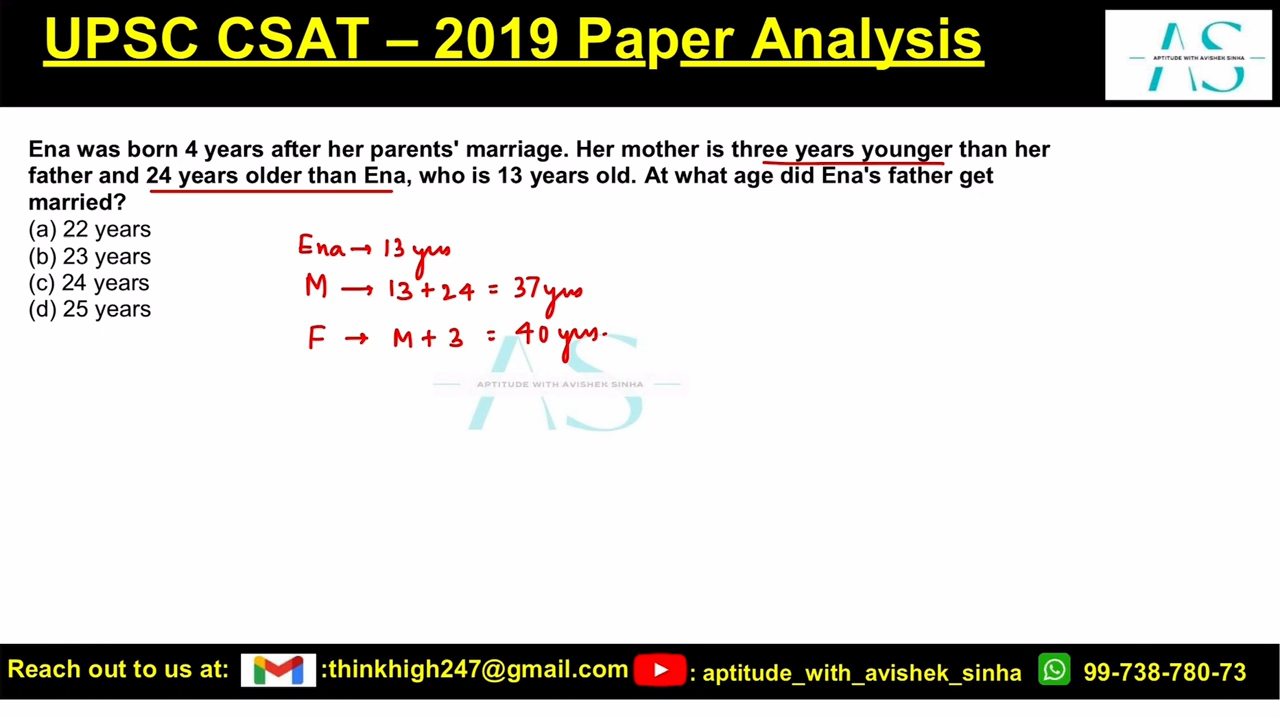 UPSC CSAT – 2019 Paper Analysis
AS
APTITUDE WITH AVISHEK SINHA
Ena was born 4 years after her parents' marriage. Her mother is three years younger than her
father and 24 years older than Ena, who is 13 years old. At what age did Ena's father get
married?
(a) 22 years
(b) 23 years
(c) 24 years
(d) 25 years
Ena → 13 yrs
M → 13 + 24 = 37 yrs
F → M + 3 = 40 yrs.
AS
APTITUDE WITH AVISHEK SINHA
Reach out to us at: :thinkhigh247@gmail.com : aptitude_with_avishek_sinha 99-738-780-73